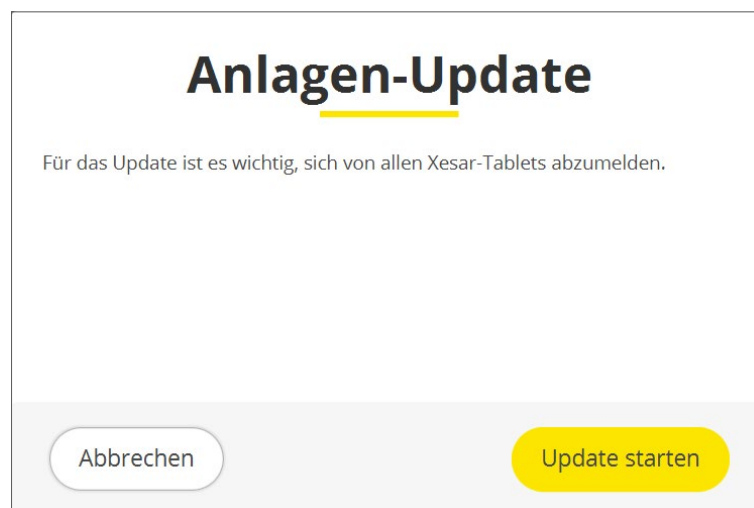 Anlagen-Update
Für das Update ist es wichtig, sich von allen Xesar-Tablets abzumelden.
Abbrechen
Update starten